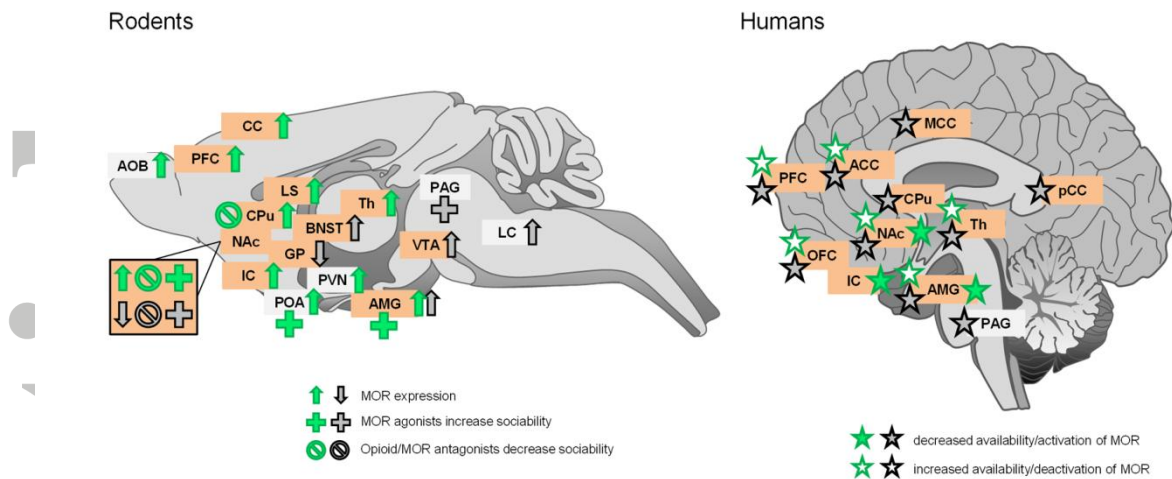 Rodents
Humans
CC
AOB
PFC
LS
CPu
Th
PAG
BNST
LC
NAc
GP
VTA
IC
PVN
POA
AMG
MCC
PFC
ACC
pCC
CPu
NAc
Th
OFC
IC
AMG
PAG
MOR expression
MOR agonists increase sociability
Opioid/MOR antagonists decrease sociability
decreased availability/activation of MOR
increased availability/deactivation of MOR